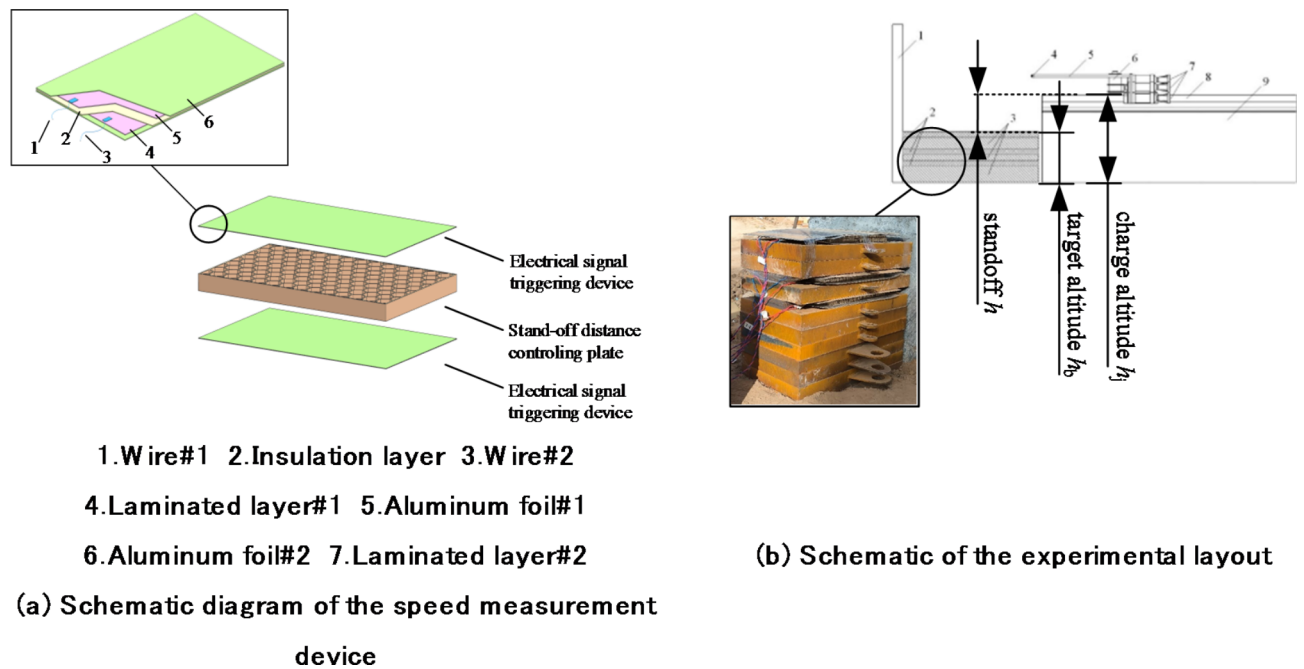 1
2
3
4
5
6
Electrical signal
triggering device
Stand-off distance
controling plate
Electrical signal
triggering device
1.Wire#1 2.Insulation layer 3.Wire#2
4.Laminated layer#1 5.Aluminum foil#1
6.Aluminum foil#2 7.Laminated layer#2
(a) Schematic diagram of the speed measurement
device
1
2
3
4
5
6
7
8
9
standoff h
target altitude hb
charge altitude hj
(b) Schematic of the experimental layout